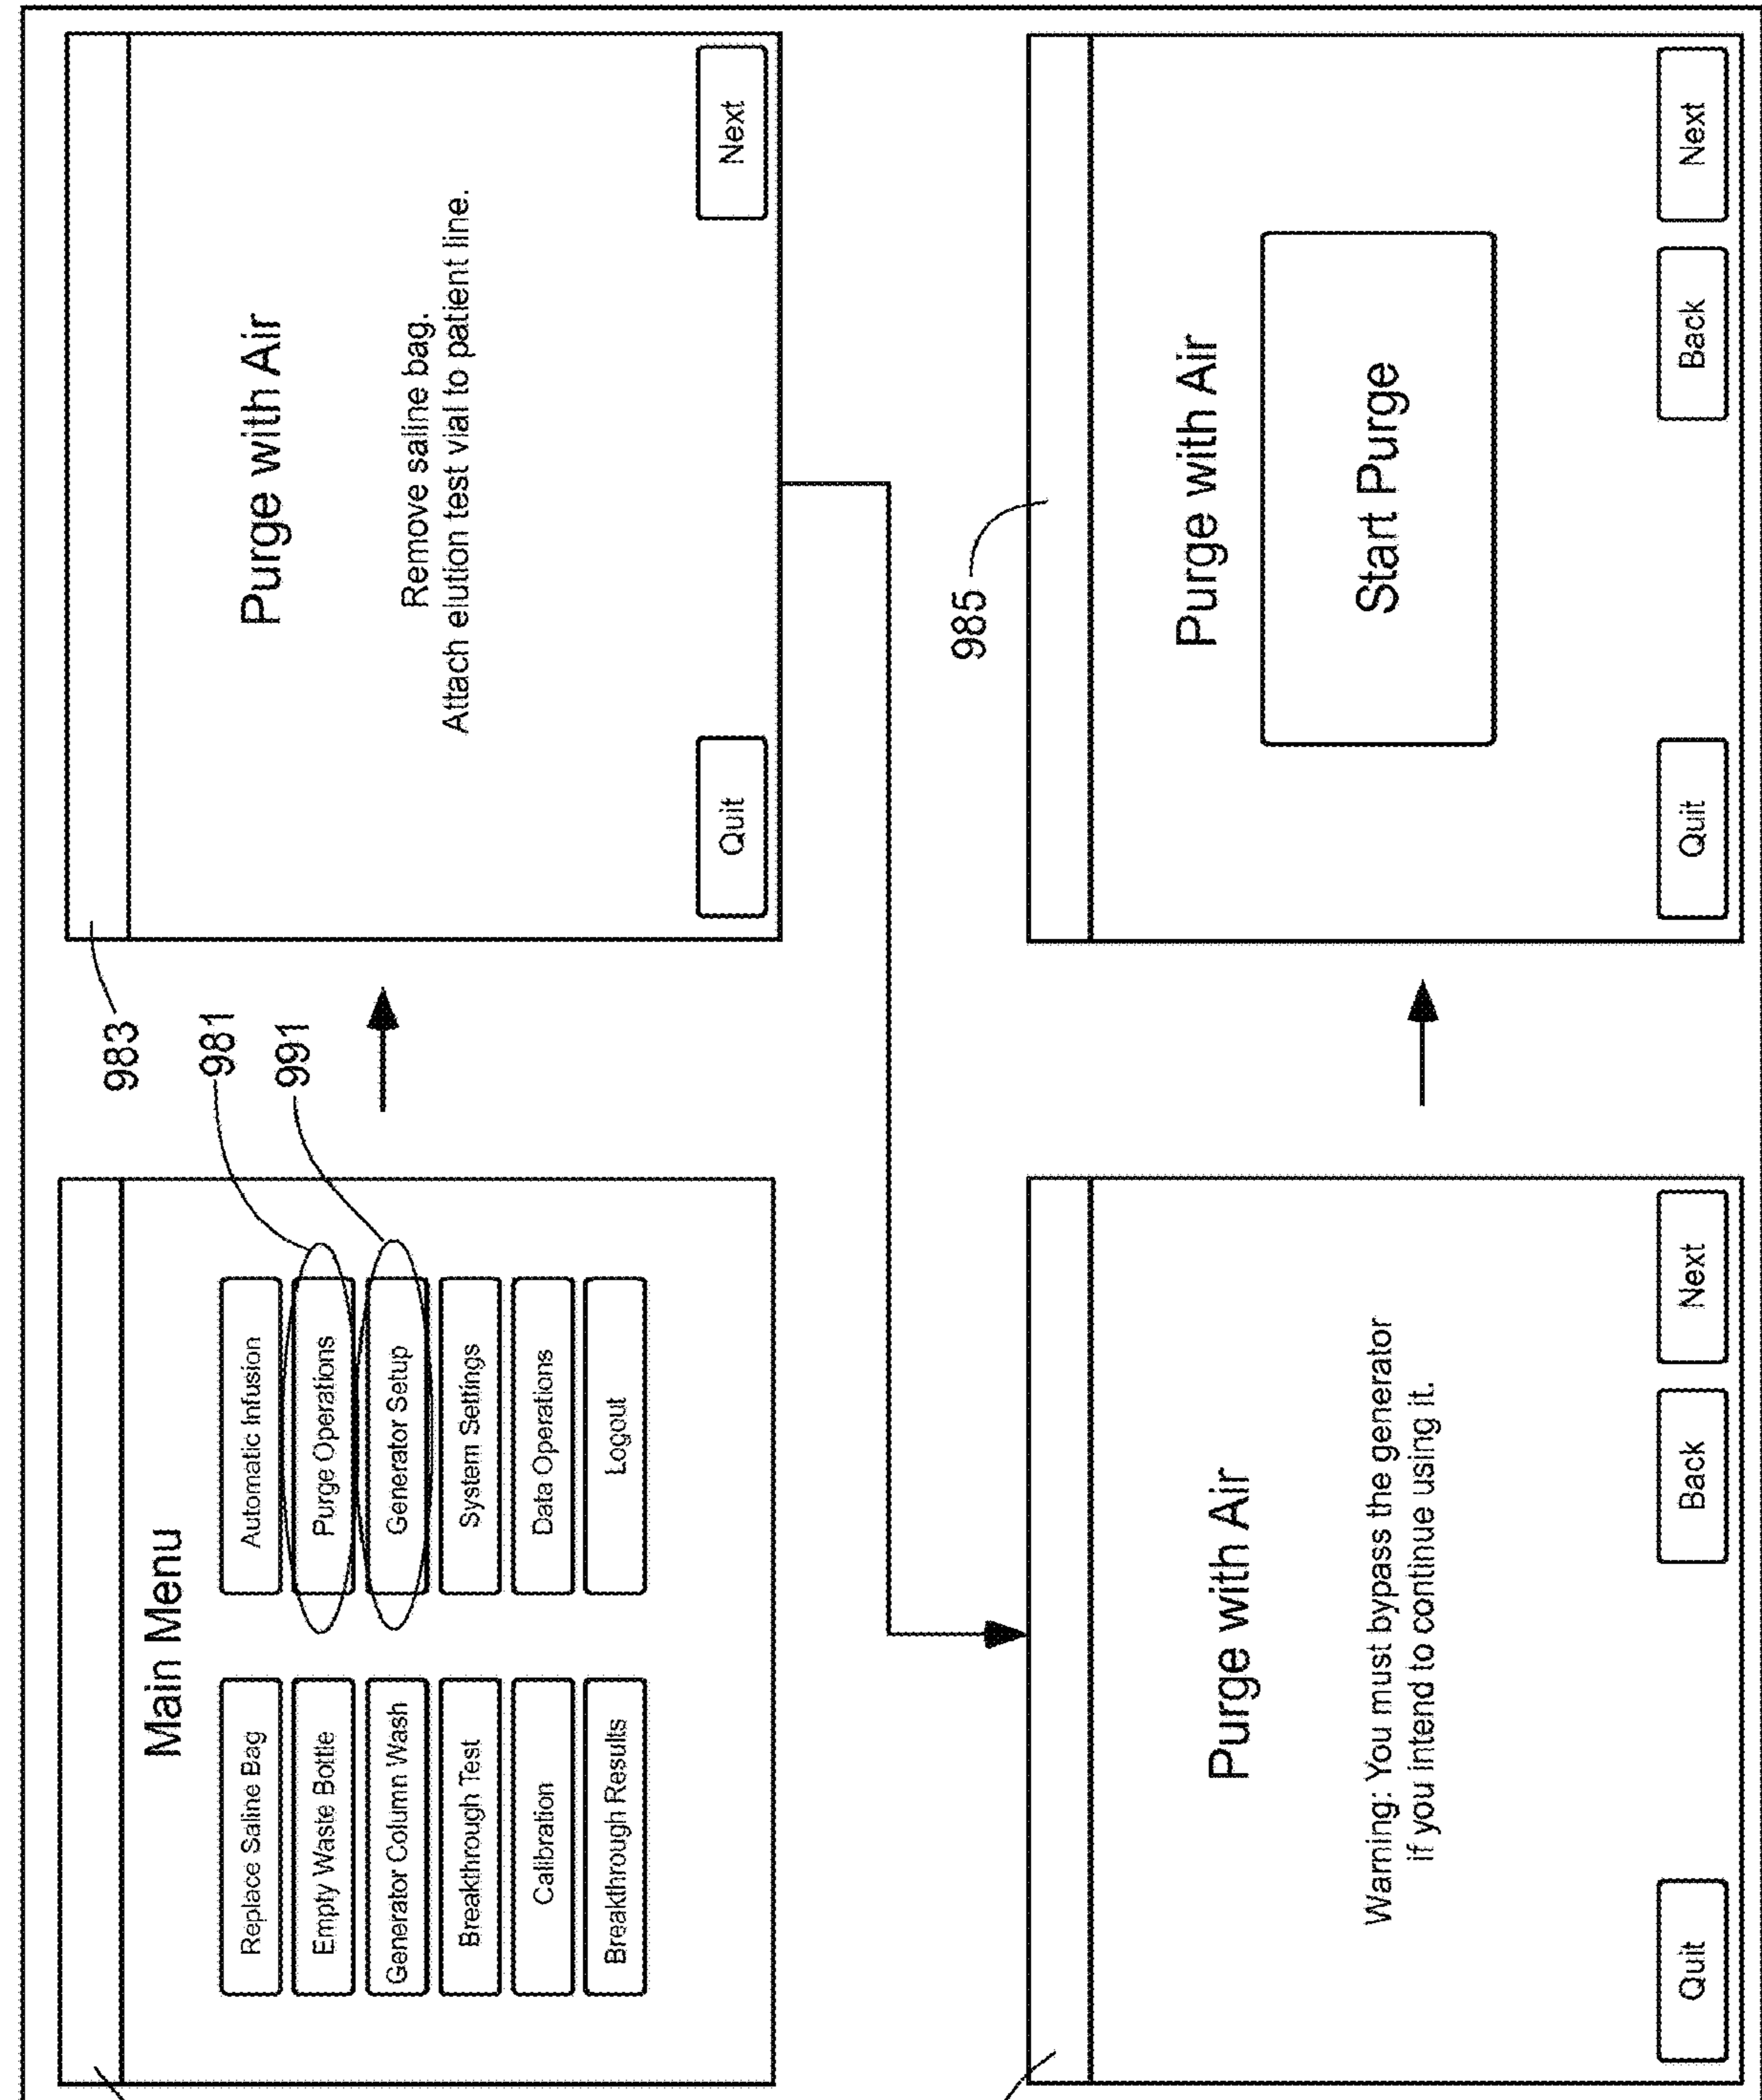 Main Menu
Replace Saline Bag
Automatic Infusion
Empty Waste Bottle
Purge Operations
Generator Column Wash
Generator Setup
Breakthrough Test
System Settings
Calibration
Data Operations
Breakthrough Results
Logout
981
991
983
Purge with Air
Remove saline bag.
Attach elution test vial to patient line.
Quit
Next
Purge with Air
Warning: You must bypass the generator
if you intend to continue using it.
Quit
Back
Next
985
Purge with Air
Start Purge
Quit
Back
Next